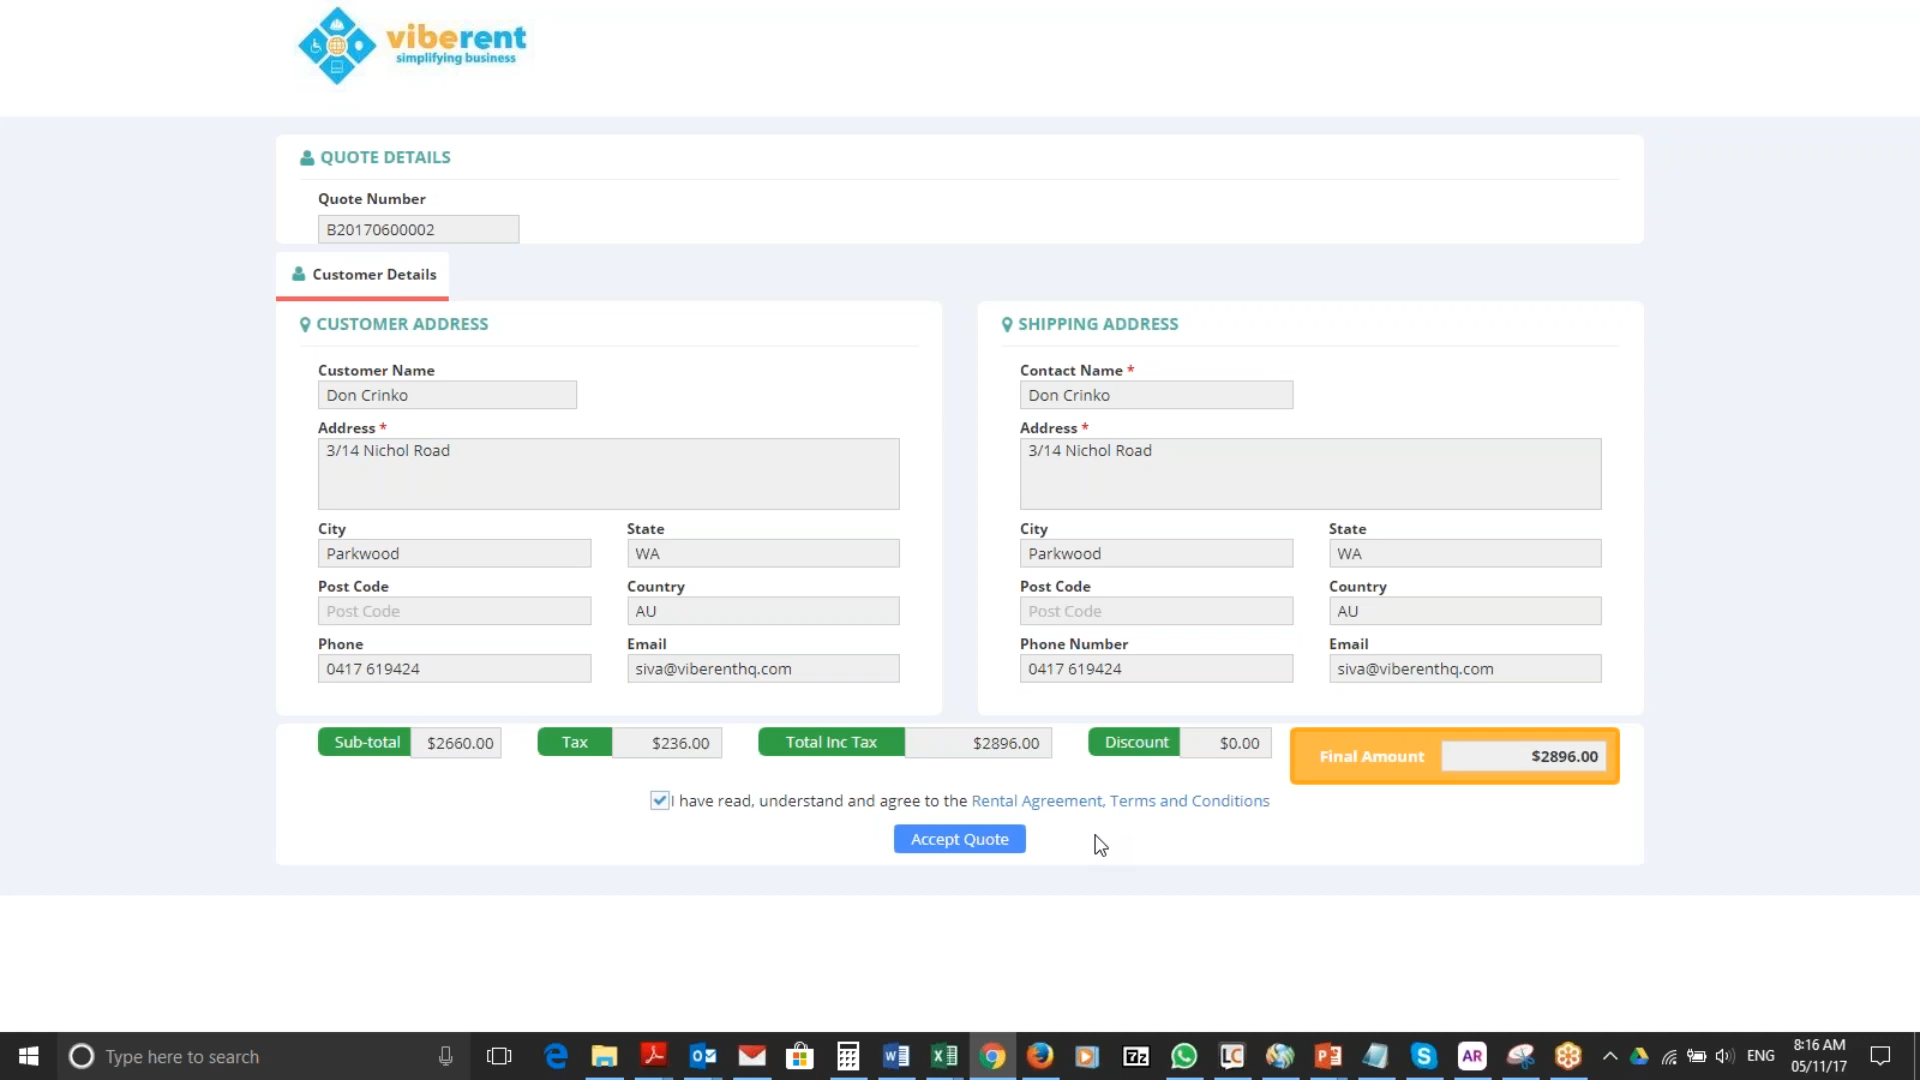 viberent
simplifying business
QUOTE DETAILS
Quote Number
B20170600002
Customer Details
CUSTOMER ADDRESS
Customer Name
Don Crinko
Address *
3/14 Nichol Road
City State
Parkwood WA
Post Code Country
Post Code AU
Phone Email
0417 619424 siva@viberenthq.com
SHIPPING ADDRESS
Contact Name *
Don Crinko
Address *
3/14 Nichol Road
City State
Parkwood WA
Post Code Country
Post Code AU
Phone Number Email
0417 619424 siva@viberenthq.com
Sub-total $2660.00 Tax $236.00 Total Inc Tax $2896.00 Discount $0.00 Final Amount $2896.00
I have read, understand and agree to the Rental Agreement, Terms and Conditions
Accept Quote
Type here to search
7z
LC
AR
ENG
8:16 AM
05/11/17